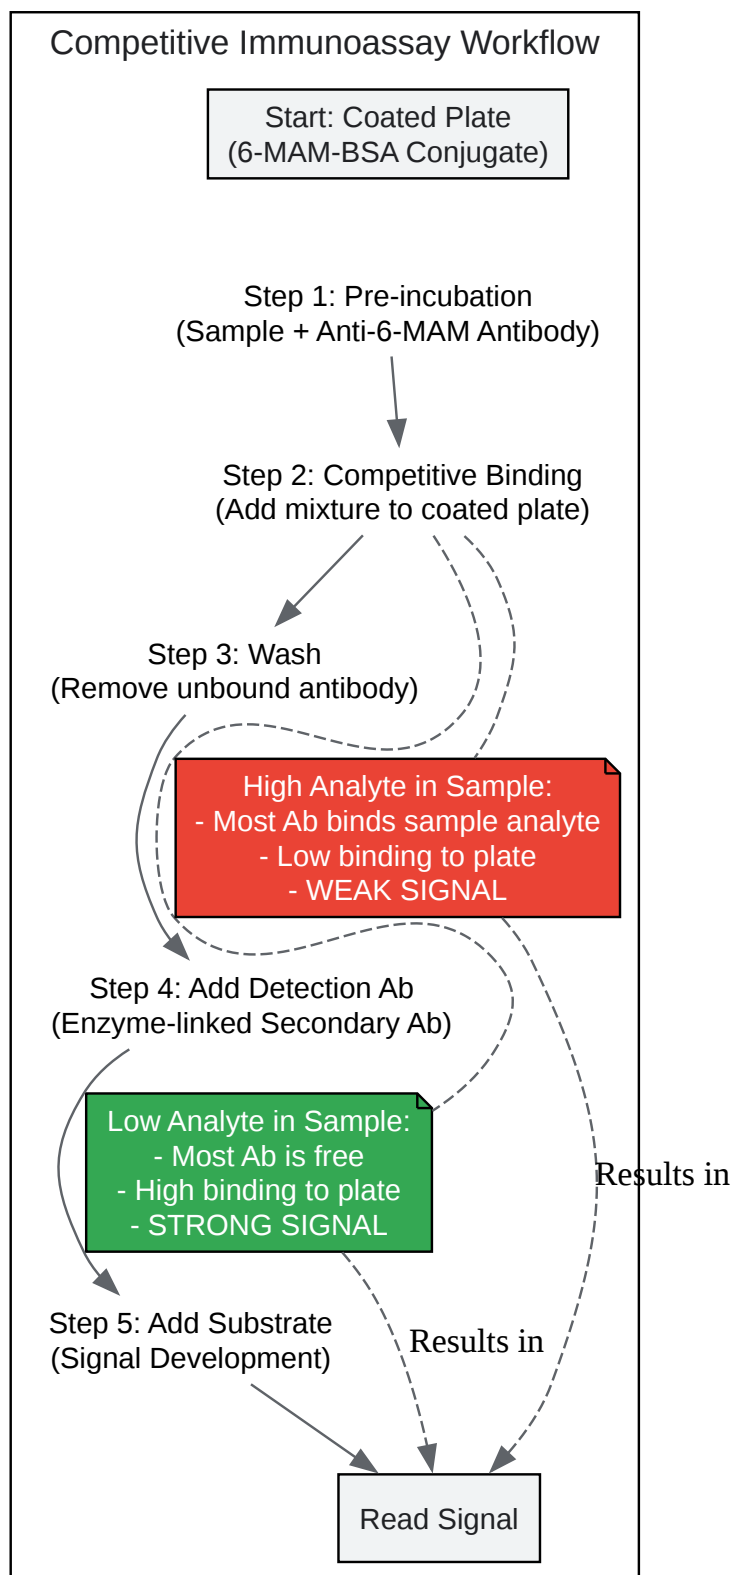 Competitive Immunoassay Workflow
Start: Coated Plate
(6-MAM-BSA Conjugate)
Step 1: Pre-incubation
(Sample + Anti-6-MAM Antibody)
Step 2: Competitive Binding
(Add mixture to coated plate)
Step 3: Wash
(Remove unbound antibody)
High Analyte in Sample:
- Most Ab binds sample analyte
- Low binding to plate
- WEAK SIGNAL
Step 4: Add Detection Ab
(Enzyme-linked Secondary Ab)
Low Analyte in Sample:
- Most Ab is free
- High binding to plate
- STRONG SIGNAL
Results in
Step 5: Add Substrate
(Signal Development)
Results in
Read Signal